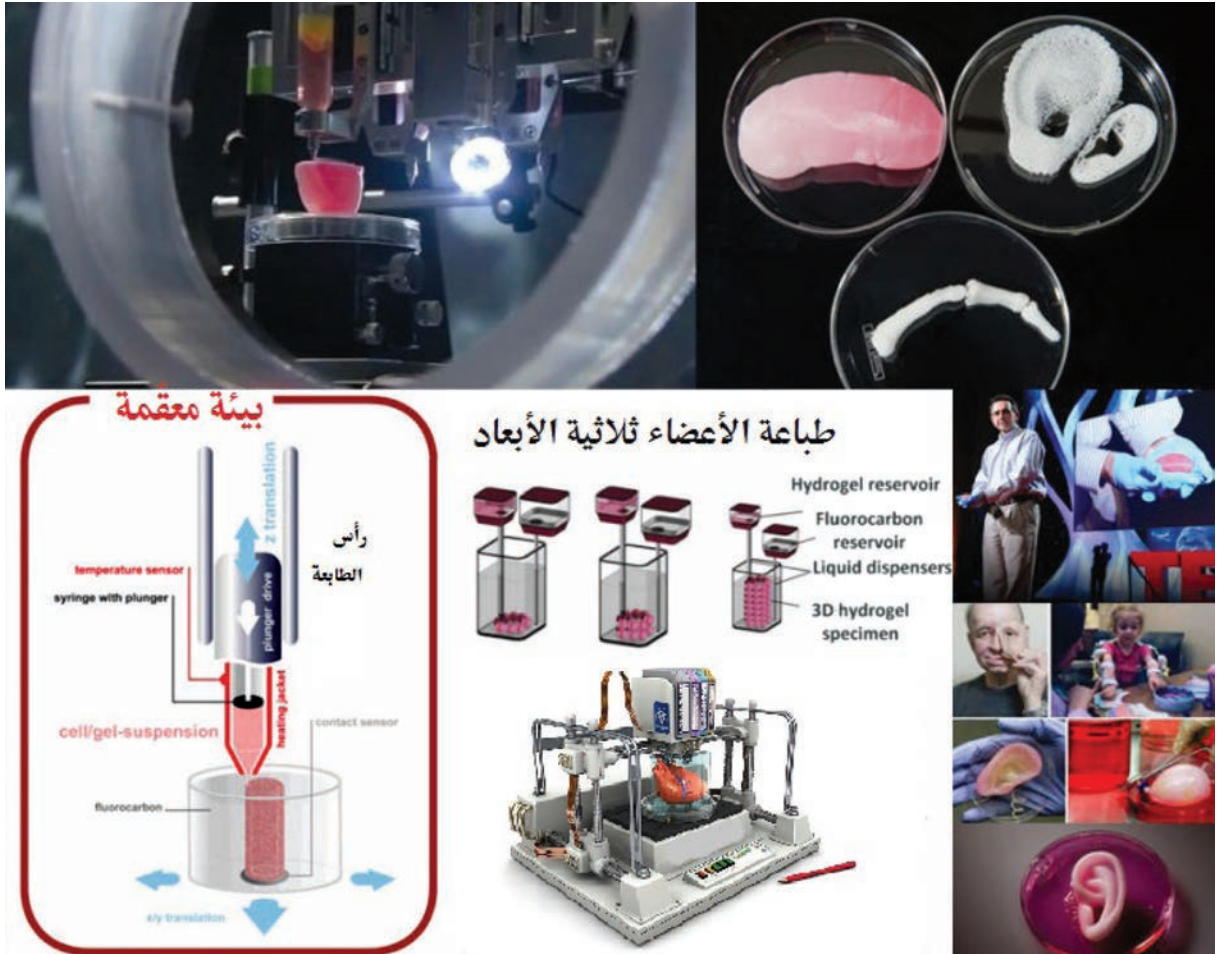 بيئة معقمة
z translation
رأس
الطابعة
temperature sensor
syringe with plunger
plunger drive
heating jacket
cell/gel-suspension
contact sensor
fluorocarbon
x/y translation
طباعة الأعضاء ثلاثية الأبعاد
Hydrogel reservoir
Fluorocarbon
reservoir
Liquid dispensers
3D hydrogel
specimen
TE